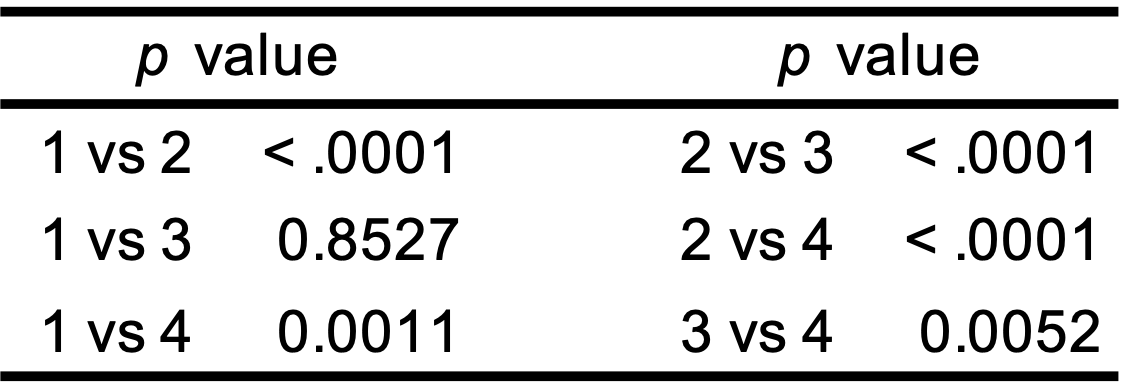 p value p value
1 vs 2 < .0001 2 vs 3 < .0001
1 vs 3 0.8527 2 vs 4 < .0001
1 vs 4 0.0011 3 vs 4 0.0052